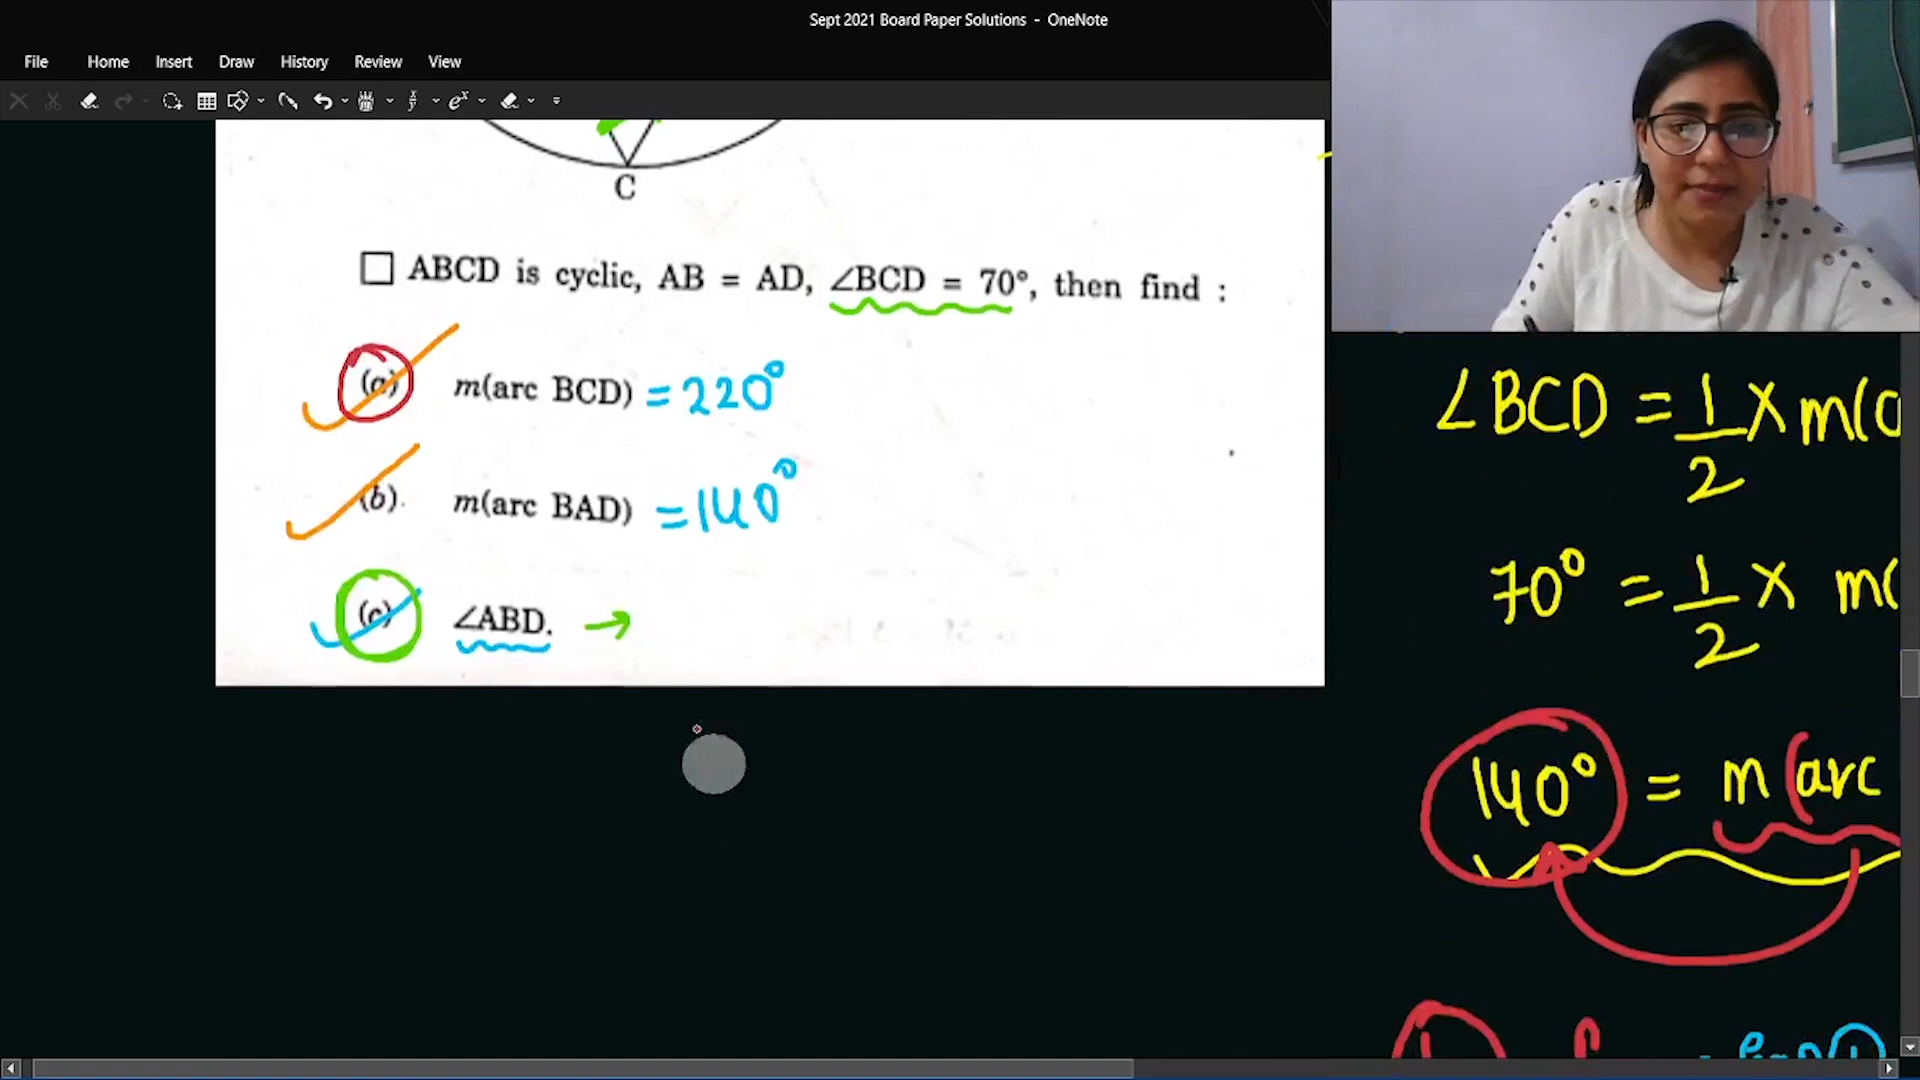 Sept 2021 Board Paper Solutions - OneNote
File Home Insert Draw History Review View
C
□ ABCD is cyclic, AB = AD, ∠BCD = 70°, then find :
(a) m(arc BCD) = 220°
(b). m(arc BAD) = 140°
(c) ∠ABD. →
∠BCD = 1/2 × m(
70° = 1/2 × m(
140° = m(arc